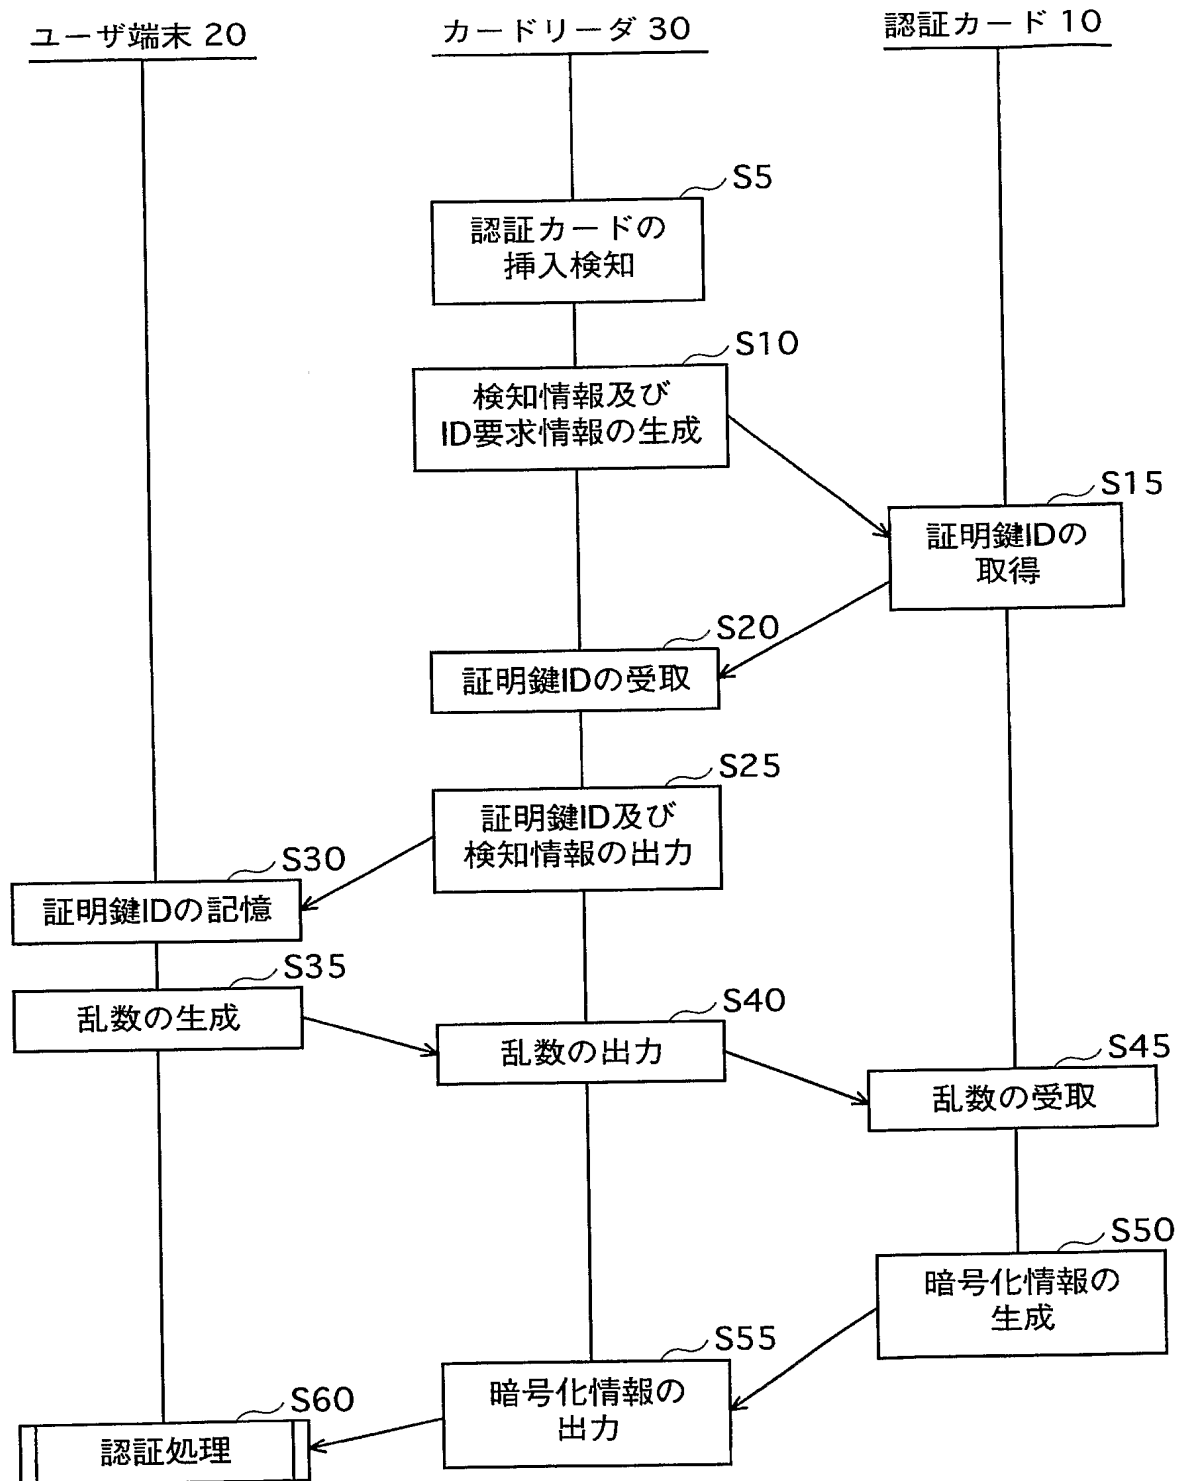 ユーザ端末 20
カードリーダ 30
認証カード 10
S5
認証カードの
挿入検知
S10
検知情報及び
ID要求情報の生成
S15
証明鍵IDの
取得
S20
証明鍵IDの受取
S25
証明鍵ID及び
検知情報の出力
S30
証明鍵IDの記憶
S35
乱数の生成
S40
乱数の出力
S45
乱数の受取
S50
暗号化情報の
生成
S55
暗号化情報の
出力
S60
認証処理